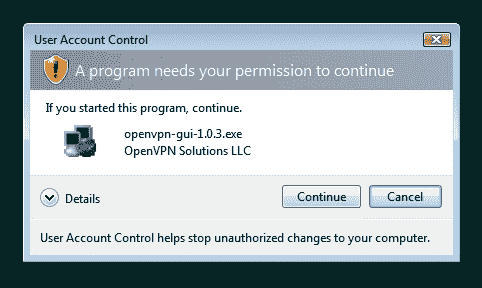 User Account Control
A program needs your permission to continue
If you started this program, continue.
openvpn-gui-1.0.3.exe
OpenVPN Solutions LLC
Details
Continue
Cancel
User Account Control helps stop unauthorized changes to your computer.